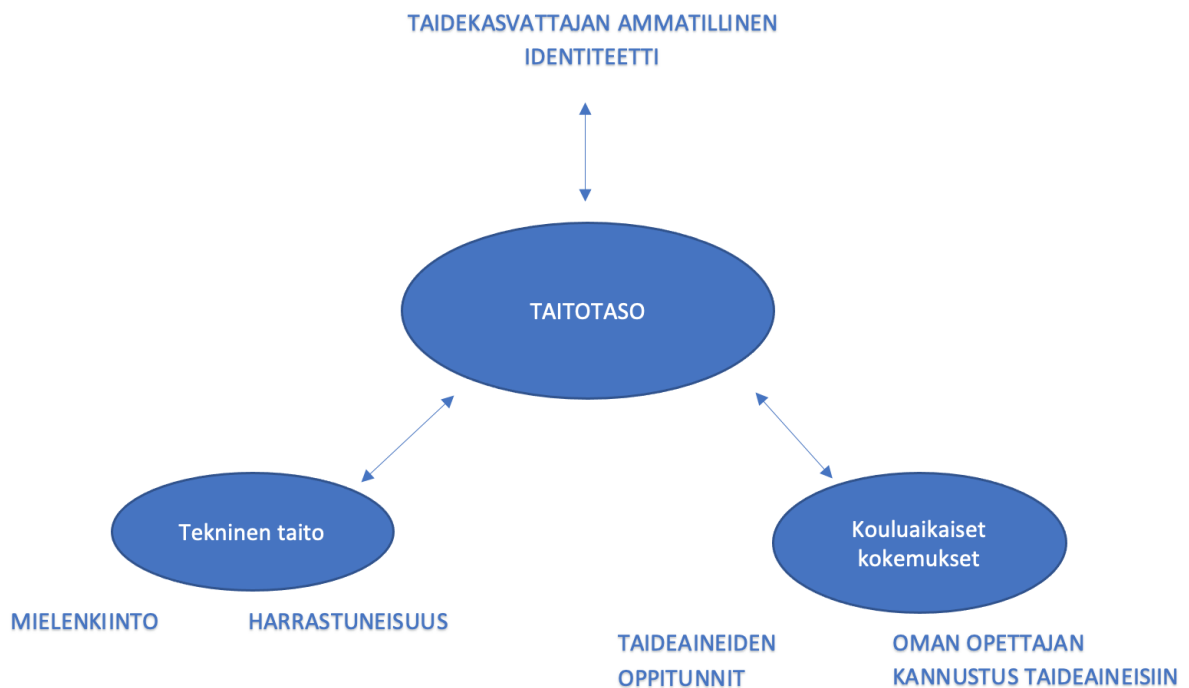 TAIDEKASVATTAJAN AMMATILLINEN
IDENTITEETTI
TAITOTASO
Tekninen taito
Kouluaikaiset
kokemukset
MIELENKIINTO
HARRASTUNEISUUS
TAIDEAINEIDEN
OPPITUNNIT
OMAN OPETTAJAN
KANNUSTUS TAIDEAINEISIIN